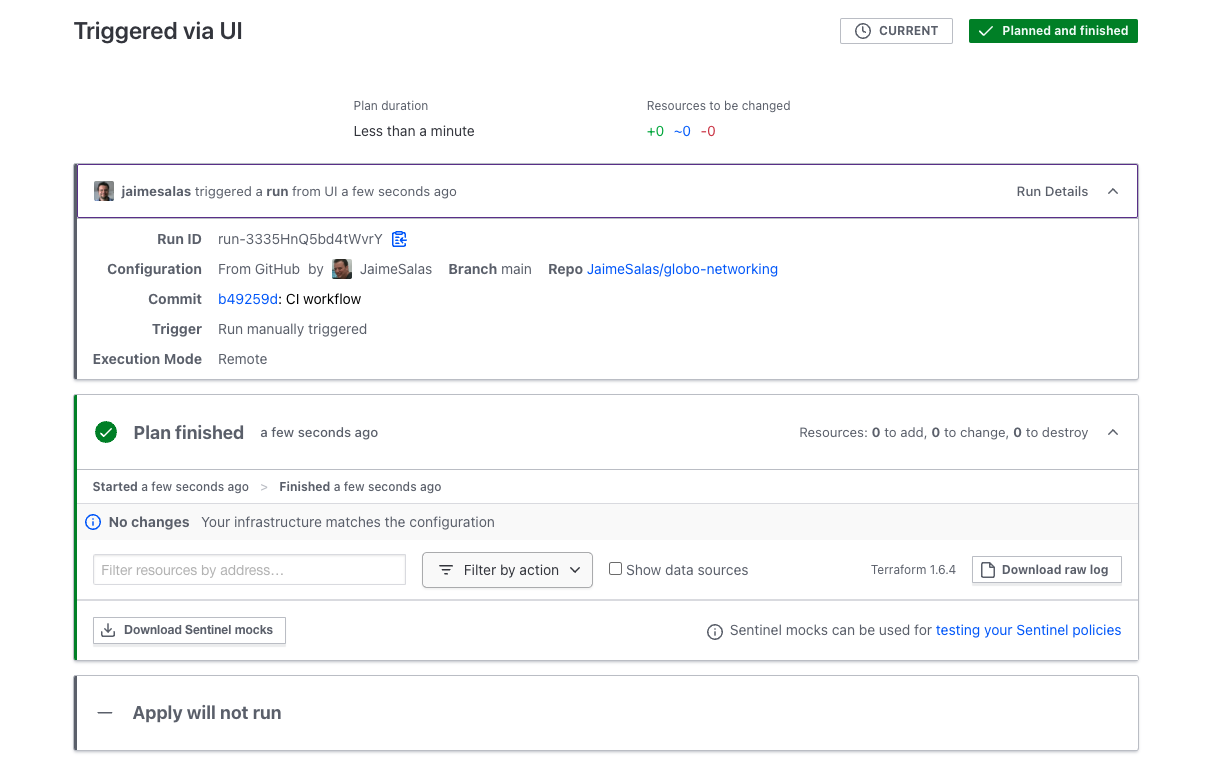 Triggered via UI
CURRENT
Planned and finished
Plan duration
Resources to be changed
Less than a minute
+0 ~0 -0
jaimesalas triggered a run from UI a few seconds ago
Run Details
Run ID run-3335HnQ5bd4tWvrY
Configuration From GitHub by JaimeSalas Branch main Repo JaimeSalas/globo-networking
Commit b49259d: CI workflow
Trigger Run manually triggered
Execution Mode Remote
Plan finished a few seconds ago
Resources: 0 to add, 0 to change, 0 to destroy
Started a few seconds ago > Finished a few seconds ago
No changes Your infrastructure matches the configuration
Filter resources by address...
Filter by action
Show data sources
Terraform 1.6.4
Download raw log
Download Sentinel mocks
Sentinel mocks can be used for testing your Sentinel policies
Apply will not run